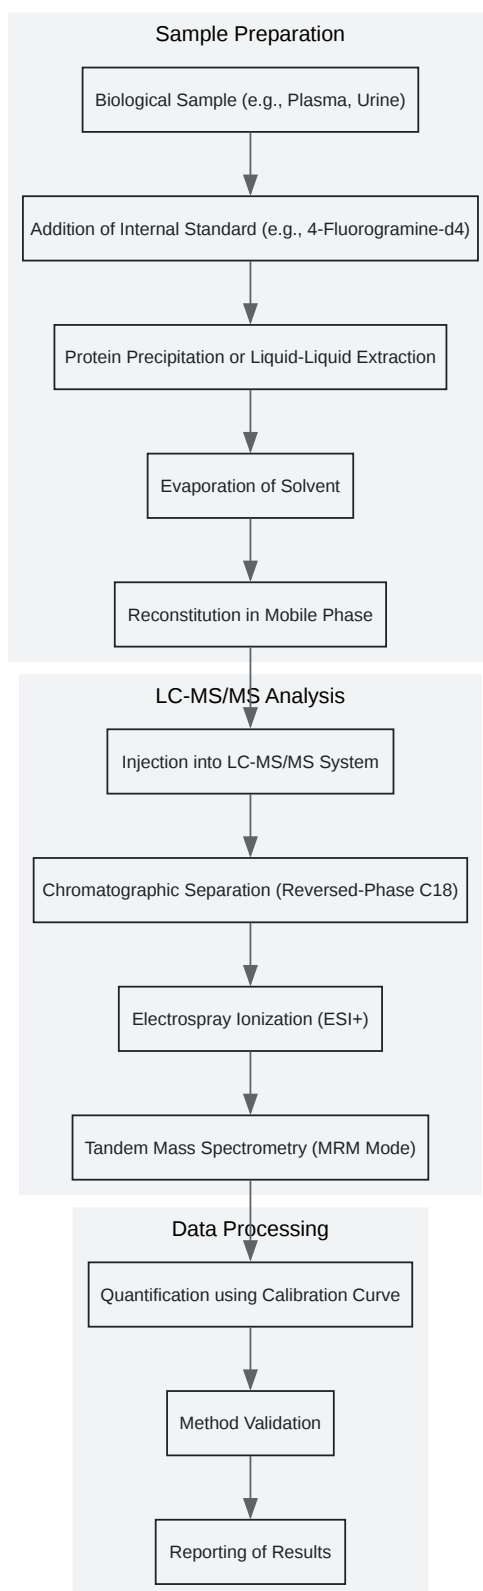 Sample Preparation
Biological Sample (e.g., Plasma, Urine)
Addition of Internal Standard (e.g., 4-Fluorogramine-d4)
Protein Precipitation or Liquid-Liquid Extraction
Evaporation of Solvent
Reconstitution in Mobile Phase
LC-MS/MS Analysis
Injection into LC-MS/MS System
Chromatographic Separation (Reversed-Phase C18)
Electrospray Ionization (ESI+)
Tandem Mass Spectrometry (MRM Mode)
Data Processing
Quantification using Calibration Curve
Method Validation
Reporting of Results